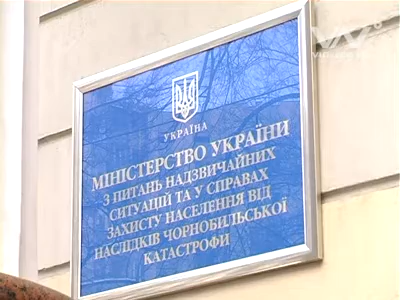 УКРАЇНА
МІНІСТЕРСТВО УКРАЇНИ
З ПИТАНЬ НАДЗВИЧАЙНИХ
СИТУАЦІЙ ТА У СПРАВАХ
ЗАХИСТУ НАСЕЛЕННЯ ВІД
НАСЛІДКІВ ЧОРНОБИЛЬСЬКОЇ
КАТАСТРОФИ